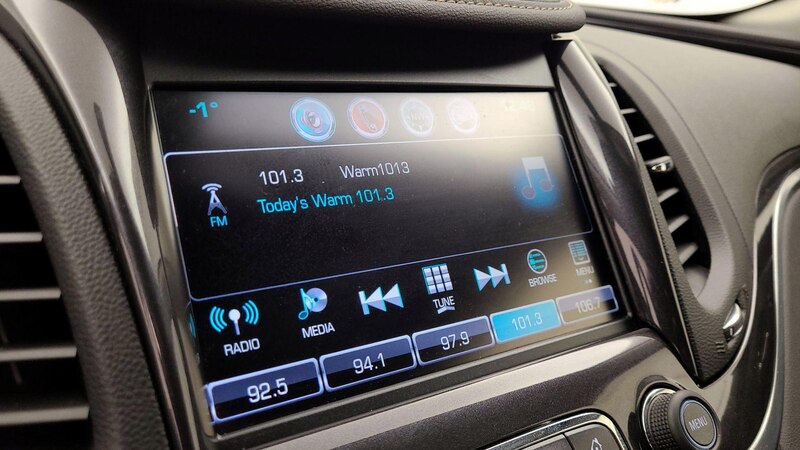 -1°
101.3 Warm1013
Today's Warm 101.3
FM
RADIO
MEDIA
TUNE
BROWSE
MENU
92.5
94.1
97.9
101.3
106.7
MENU